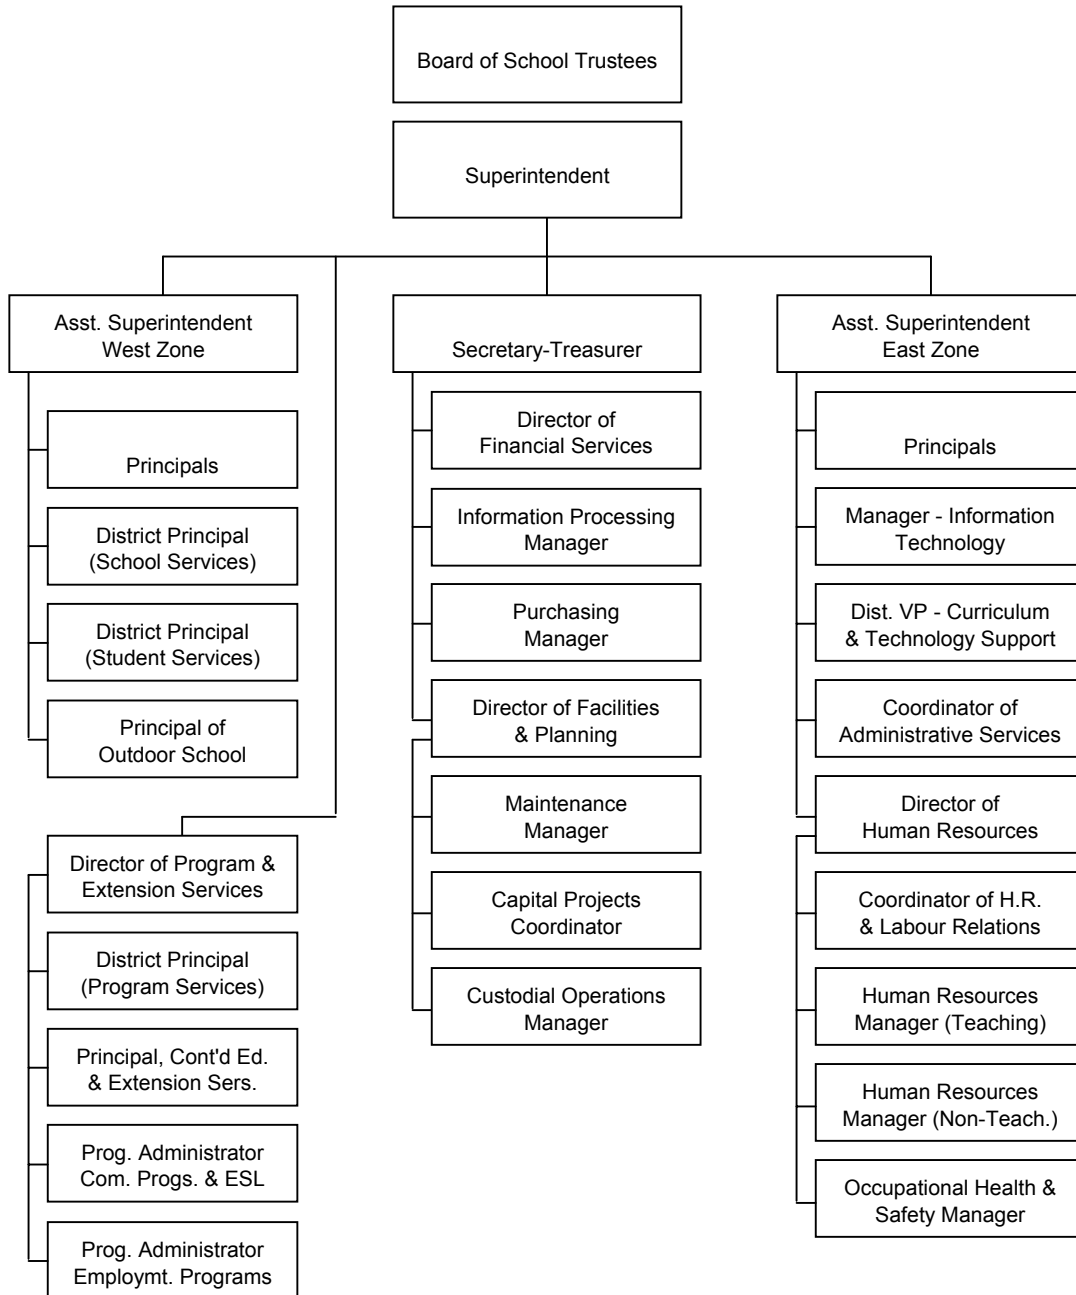 Board of School Trustees
Superintendent
Asst. Superintendent
West Zone
Principals
District Principal
(School Services)
District Principal
(Student Services)
Principal of
Outdoor School
Director of Program &
Extension Services
District Principal
(Program Services)
Principal, Cont'd Ed.
& Extension Sers.
Prog. Administrator
Com. Progs. & ESL
Prog. Administrator
Employmt. Programs
Secretary-Treasurer
Director of
Financial Services
Information Processing
Manager
Purchasing
Manager
Director of Facilities
& Planning
Maintenance
Manager
Capital Projects
Coordinator
Custodial Operations
Manager
Asst. Superintendent
East Zone
Principals
Manager - Information
Technology
Dist. VP - Curriculum
& Technology Support
Coordinator of
Administrative Services
Director of
Human Resources
Coordinator of H.R.
& Labour Relations
Human Resources
Manager (Teaching)
Human Resources
Manager (Non-Teach.)
Occupational Health &
Safety Manager